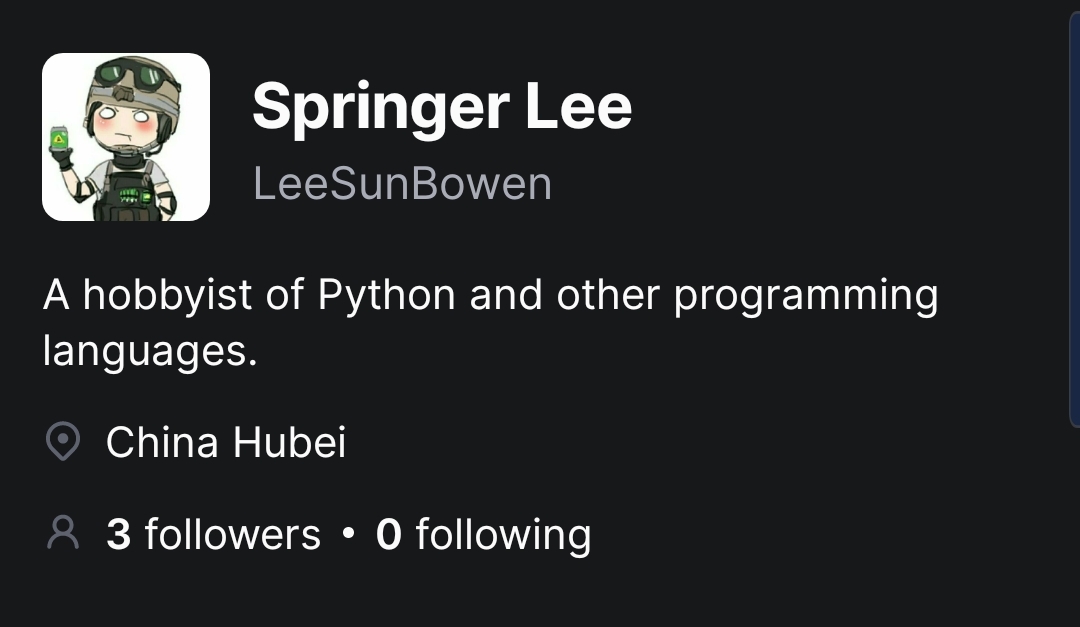 Springer Lee
LeeSunBowen
A hobbyist of Python and other programming
languages.
China Hubei
3 followers • 0 following